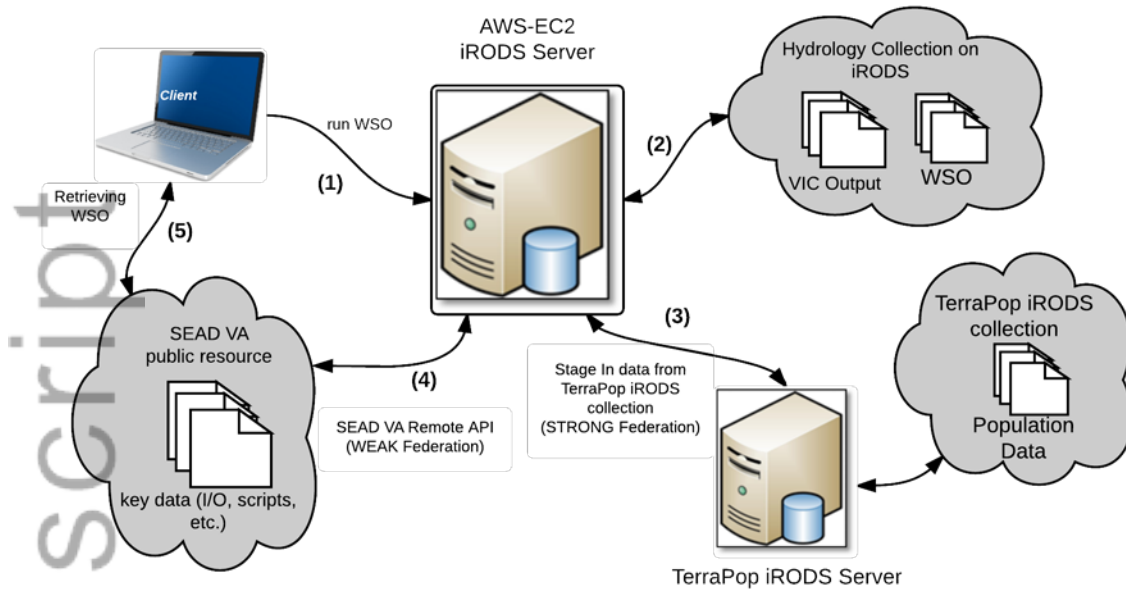 AWS-EC2
iRODS Server
Client
run WSO
(1)
(2)
Hydrology Collection on
iRODS
VIC Output
WSO
Retrieving
WSO
(5)
script
SEAD VA
public resource
key data (I/O, scripts,
etc.)
(4)
SEAD VA Remote API
(WEAK Federation)
(3)
Stage In data from
TerraPop iRODS
collection
(STRONG Federation)
TerraPop iRODS
collection
Population
Data
TerraPop iRODS Server